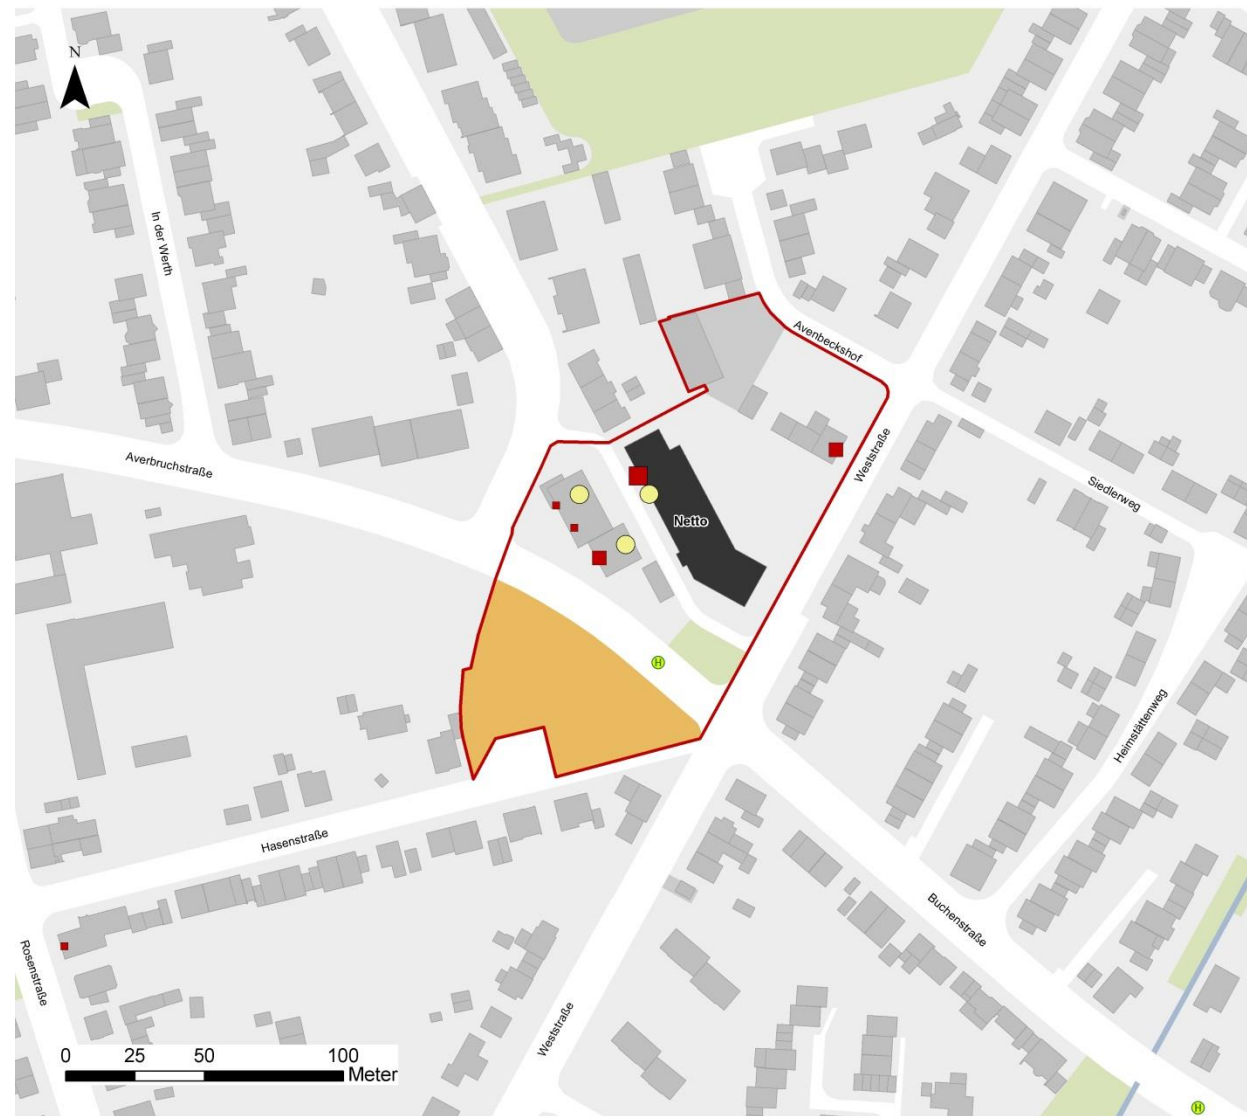 N
In der Werth
Avenbeckshof
Averbruchstraße
Weststraße
Siedlerweg
Netto
H
Heimstättenweg
Hasenstraße
Buchenstraße
Rosenstraße
Weststraße
0 25 50 100
Meter
H